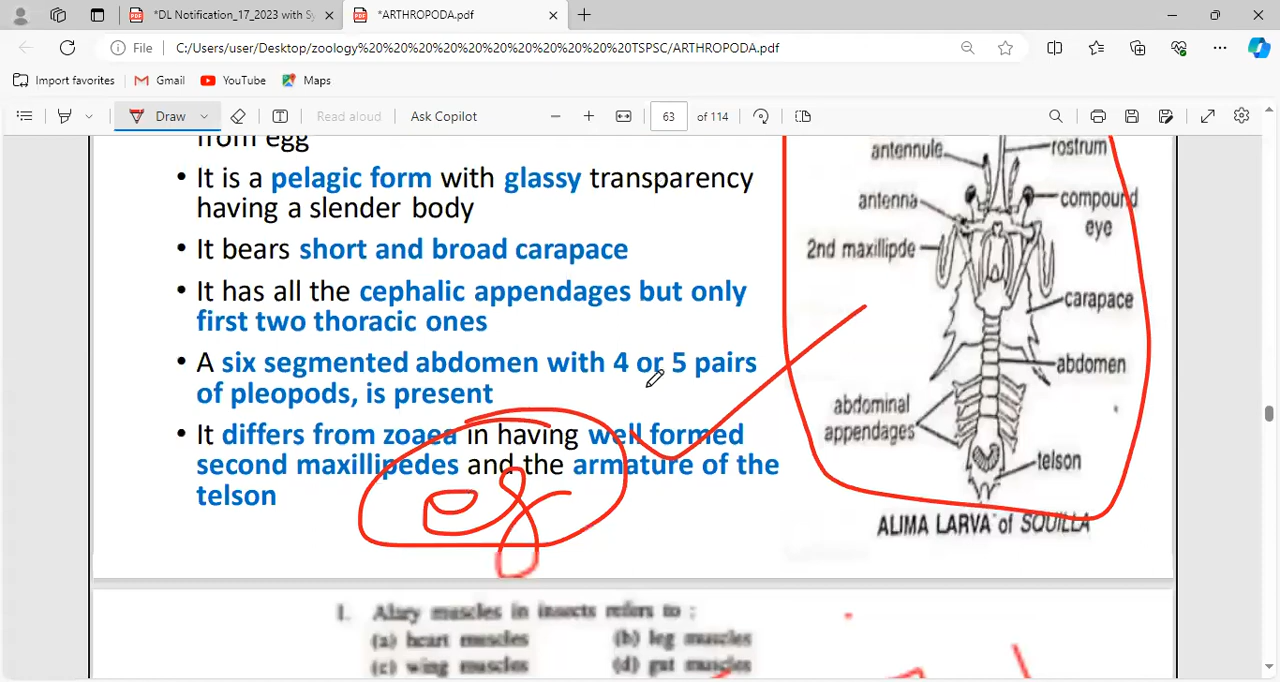 *DL Notification_17_2023 with Sy
*ARTHROPODA.pdf
File
C:/Users/user/Desktop/zoology%20%20%20%20%20%20%20%20%20%20TSPSC/ARTHROPODA.pdf
Import favorites
Gmail
YouTube
Maps
Draw
Read aloud
Ask Copilot
63
of 114
from egg
• It is a pelagic form with glassy transparency
having a slender body
• It bears short and broad carapace
• It has all the cephalic appendages but only
first two thoracic ones
• A six segmented abdomen with 4 or 5 pairs
of pleopods, is present
• It differs from zoaea in having well formed
second maxillipedes and the armature of the
telson
eg
antennule
rostrum
antenna
compound
eye
2nd maxillipde
carapace
abdomen
abdominal
appendages
telson
ALIMA LARVA of SQUILLA
1. Alary muscles in insects refers to :
(a) heart muscles
(b) leg muscles
(c) wing muscles
(d) gut muscles